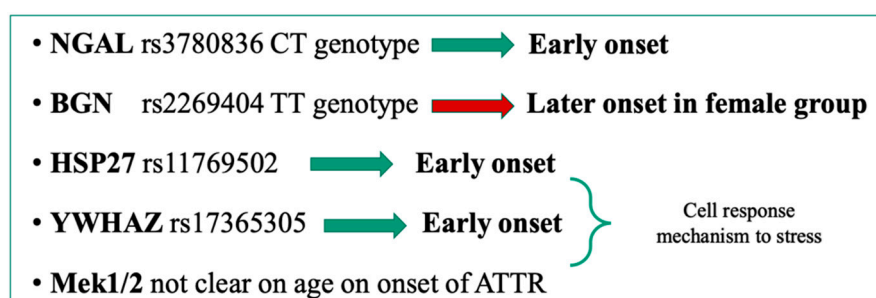 • NGAL rs3780836 CT genotype Early onset
• BGN rs2269404 TT genotype Later onset in female group
• HSP27 rs11769502 Early onset
• YWHAZ rs17365305 Early onset
Cell response
mechanism to stress
• Mek1/2 not clear on age on onset of ATTR